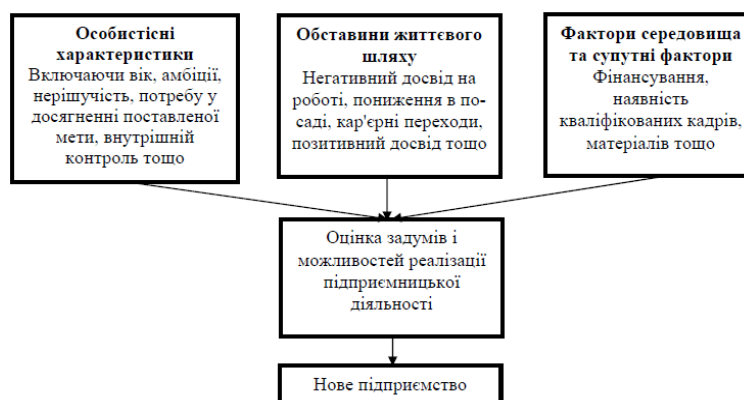 Особистісні
характеристики
Включаючи вік, амбіції,
нерішучість, потребу у
досягненні поставленої
мети, внутрішній
контроль тощо
Обставини життєвого
шляху
Негативний досвід на
роботі, пониження в по-
саді, кар'єрні переходи,
позитивний досвід тощо
Фактори середовища
та супутні фактори
Фінансування,
наявність
кваліфікованих кадрів,
матеріалів тощо
Оцінка задумів і
можливостей реалізації
підприємницької
діяльності
Нове підприємство